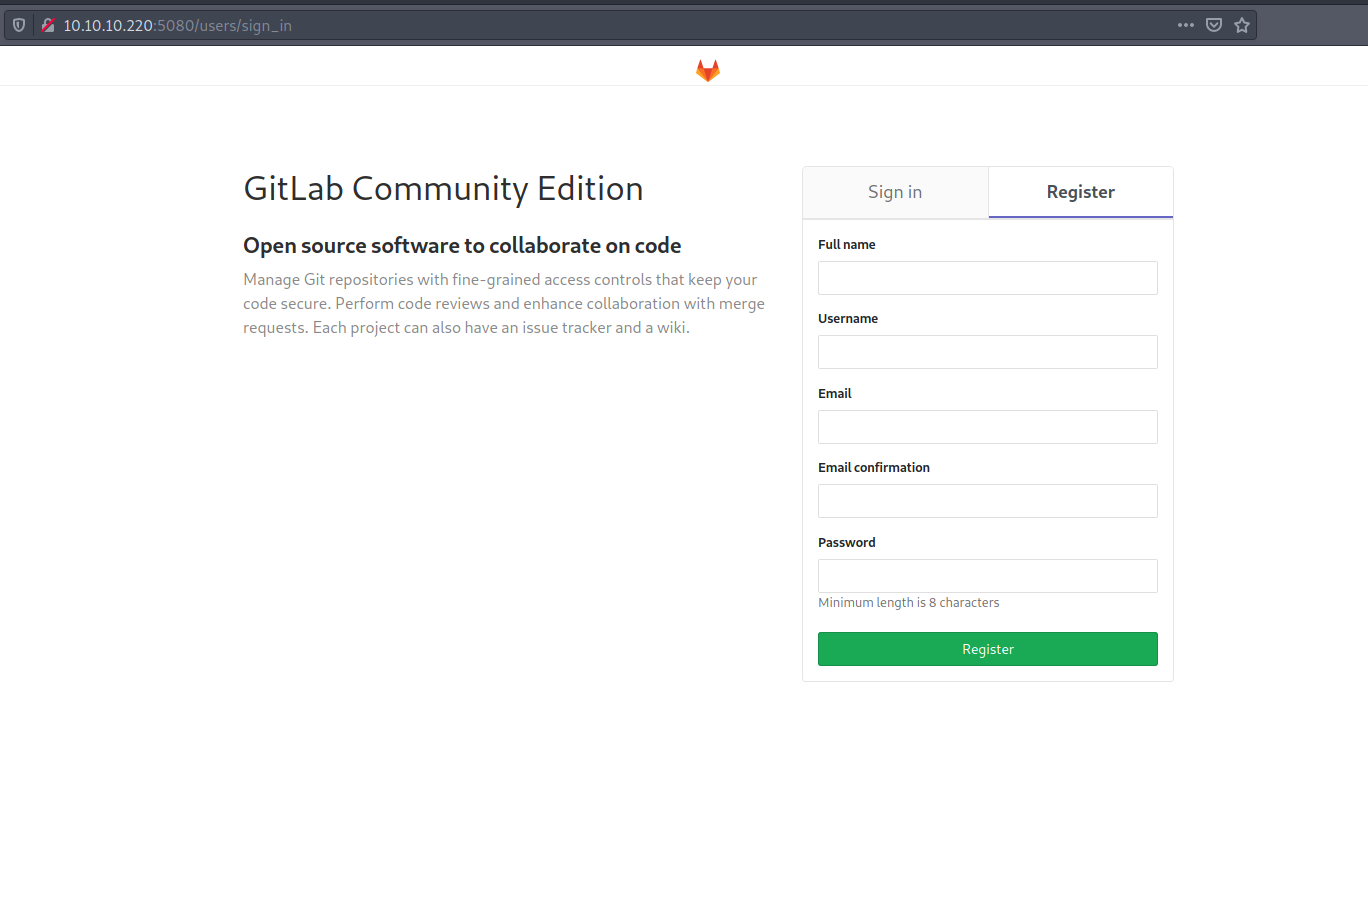 10.10.10.220:5080/users/sign_in
GitLab Community Edition
Open source software to collaborate on code
Manage Git repositories with fine-grained access controls that keep your
code secure. Perform code reviews and enhance collaboration with merge
requests. Each project can also have an issue tracker and a wiki.
Sign in
Register
Full name
Username
Email
Email confirmation
Password
Minimum length is 8 characters
Register